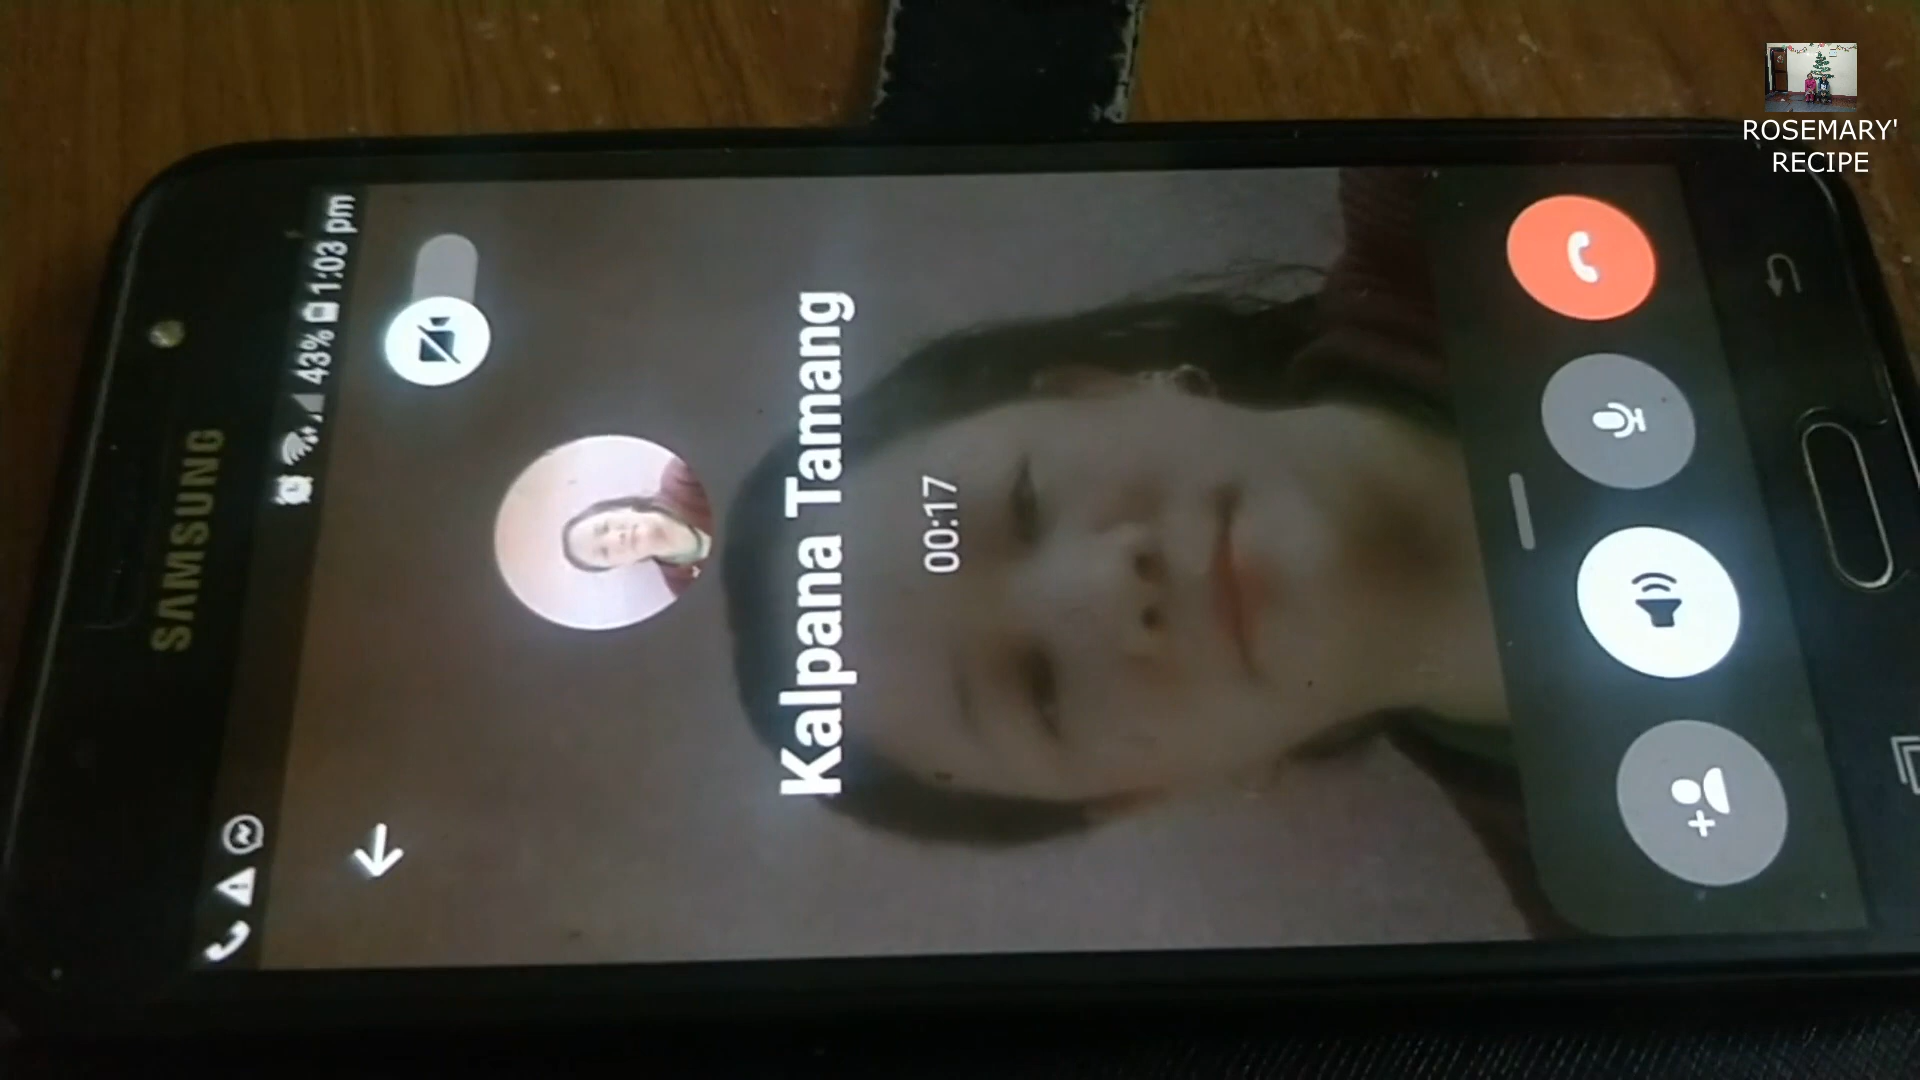 SAMSUNG
43% 1:03 pm
Kalpana Tamang
00:17
ROSEMARY'
RECIPE